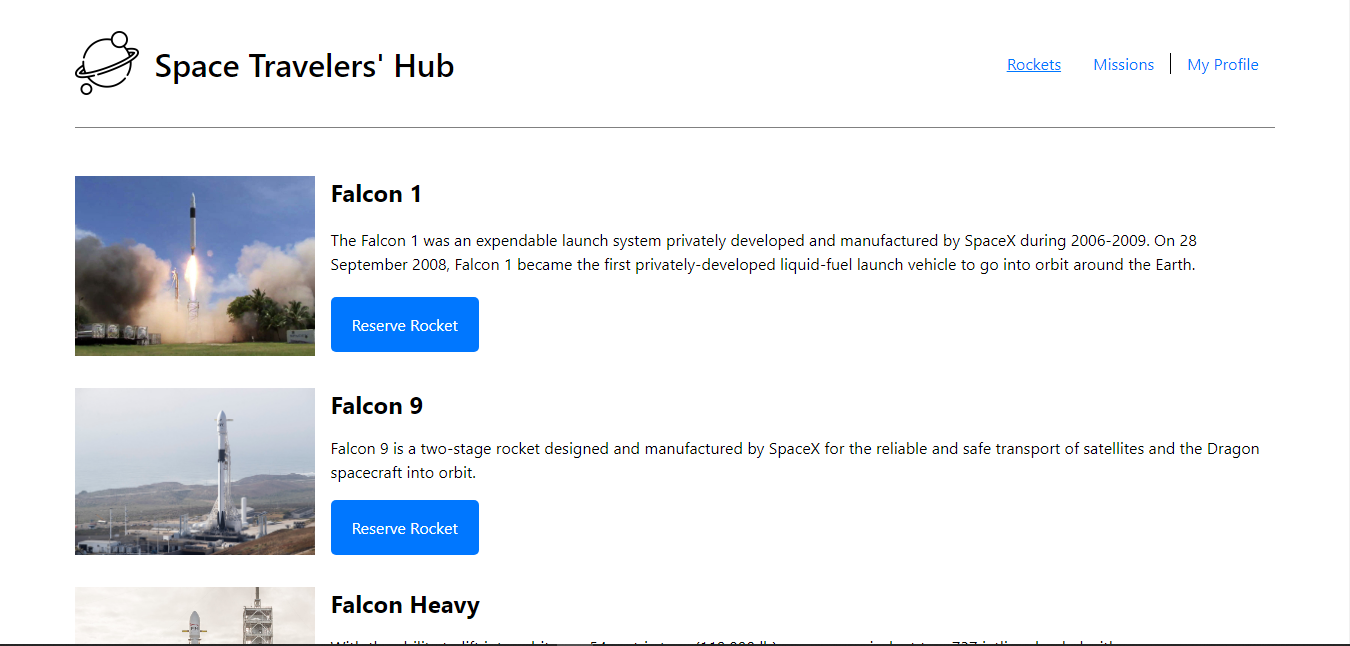 Space Travelers' Hub
Rockets Missions My Profile
Falcon 1
The Falcon 1 was an expendable launch system privately developed and manufactured by SpaceX during 2006-2009. On 28
September 2008, Falcon 1 became the first privately-developed liquid-fuel launch vehicle to go into orbit around the Earth.
Reserve Rocket
Falcon 9
Falcon 9 is a two-stage rocket designed and manufactured by SpaceX for the reliable and safe transport of satellites and the Dragon
spacecraft into orbit.
Reserve Rocket
Falcon Heavy